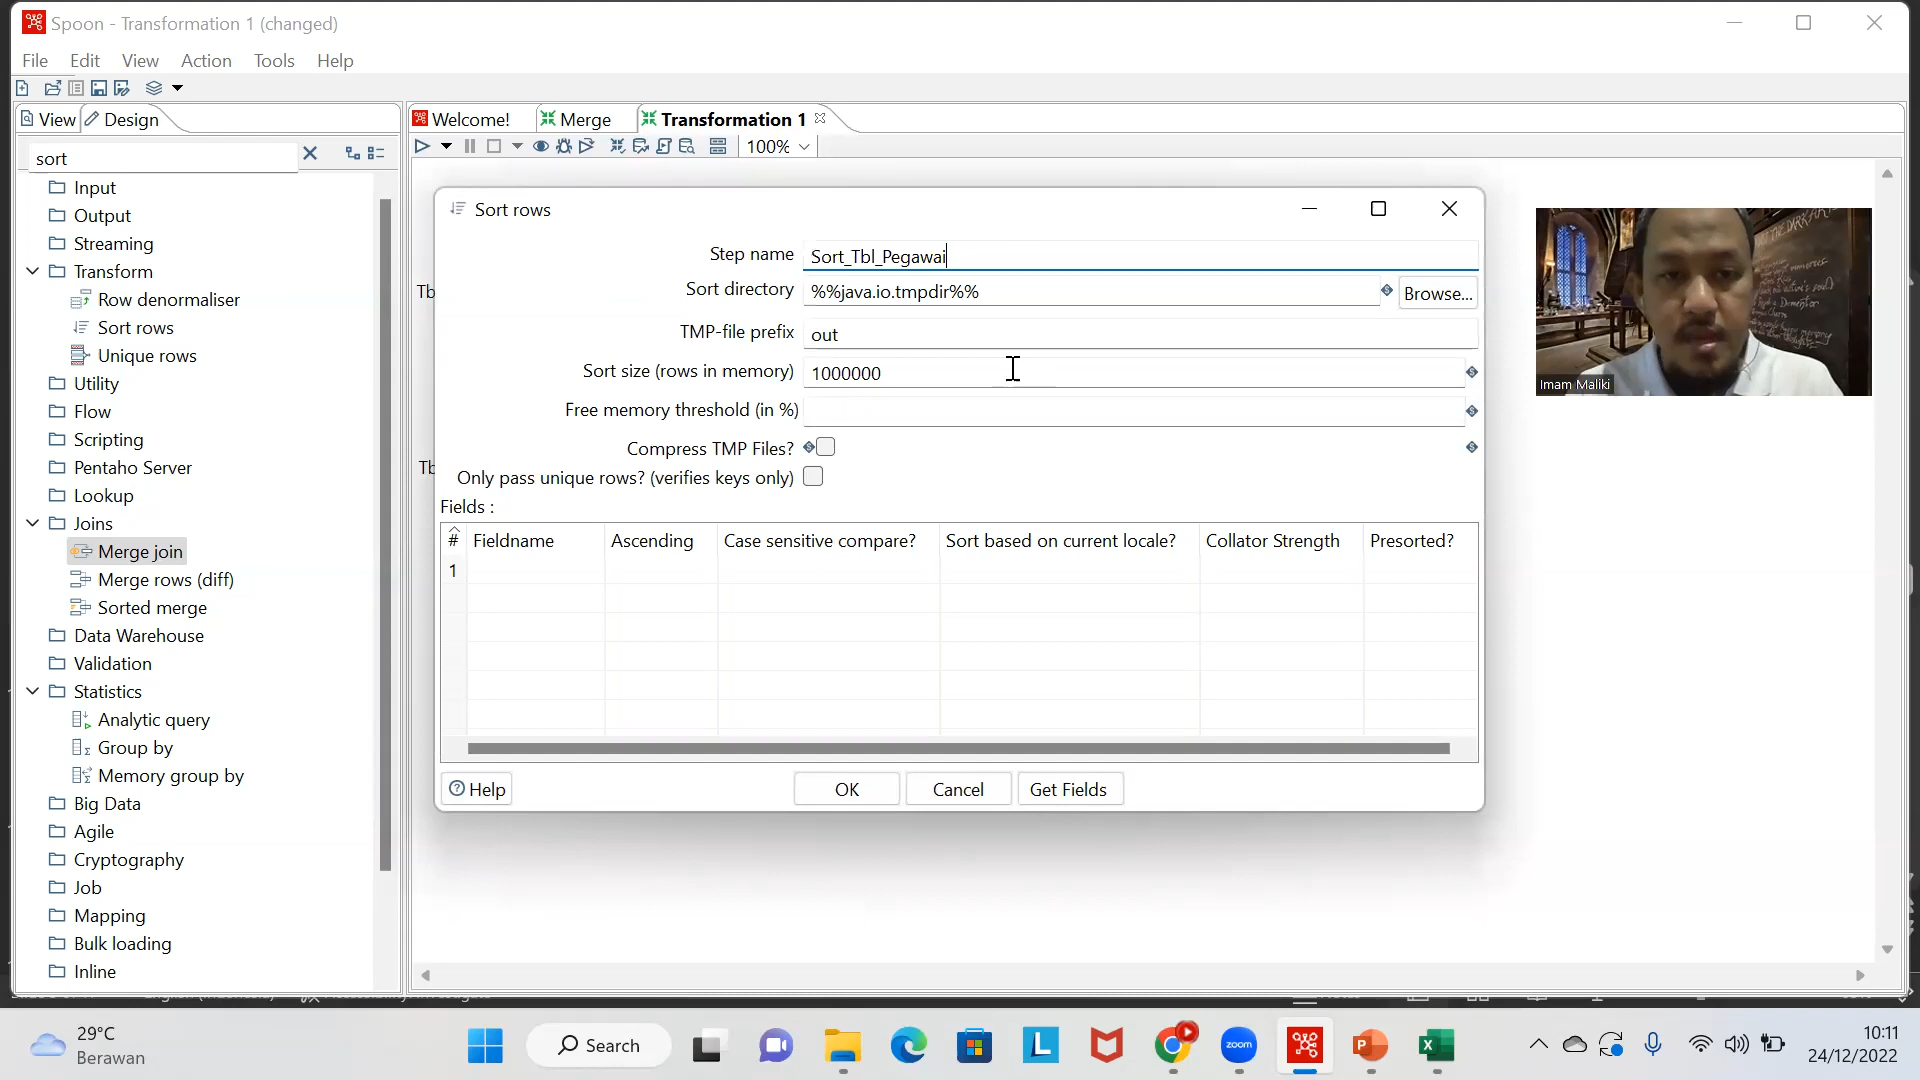 Spoon - Transformation 1 (changed)
File Edit View Action Tools Help
View Design
Welcome! Merge Transformation 1
sort
100%
Input
Output
Streaming
Transform
Row denormaliser
Sort rows
Unique rows
Utility
Flow
Scripting
Pentaho Server
Lookup
Joins
Merge join
Merge rows (diff)
Sorted merge
Data Warehouse
Validation
Statistics
Analytic query
Group by
Memory group by
Big Data
Agile
Cryptography
Job
Mapping
Bulk loading
Inline
Sort rows
Step name Sort_Tbl_Pegawai
Sort directory %%java.io.tmpdir%% Browse...
TMP-file prefix out
Sort size (rows in memory) 1000000
Free memory threshold (in %)
Compress TMP Files?
Only pass unique rows? (verifies keys only)
Fields :
# Fieldname Ascending Case sensitive compare? Sort based on current locale? Collator Strength Presorted?
1
Help OK Cancel Get Fields
Imam Maliki
29°C
Berawan
Search
zoom
10:11
24/12/2022